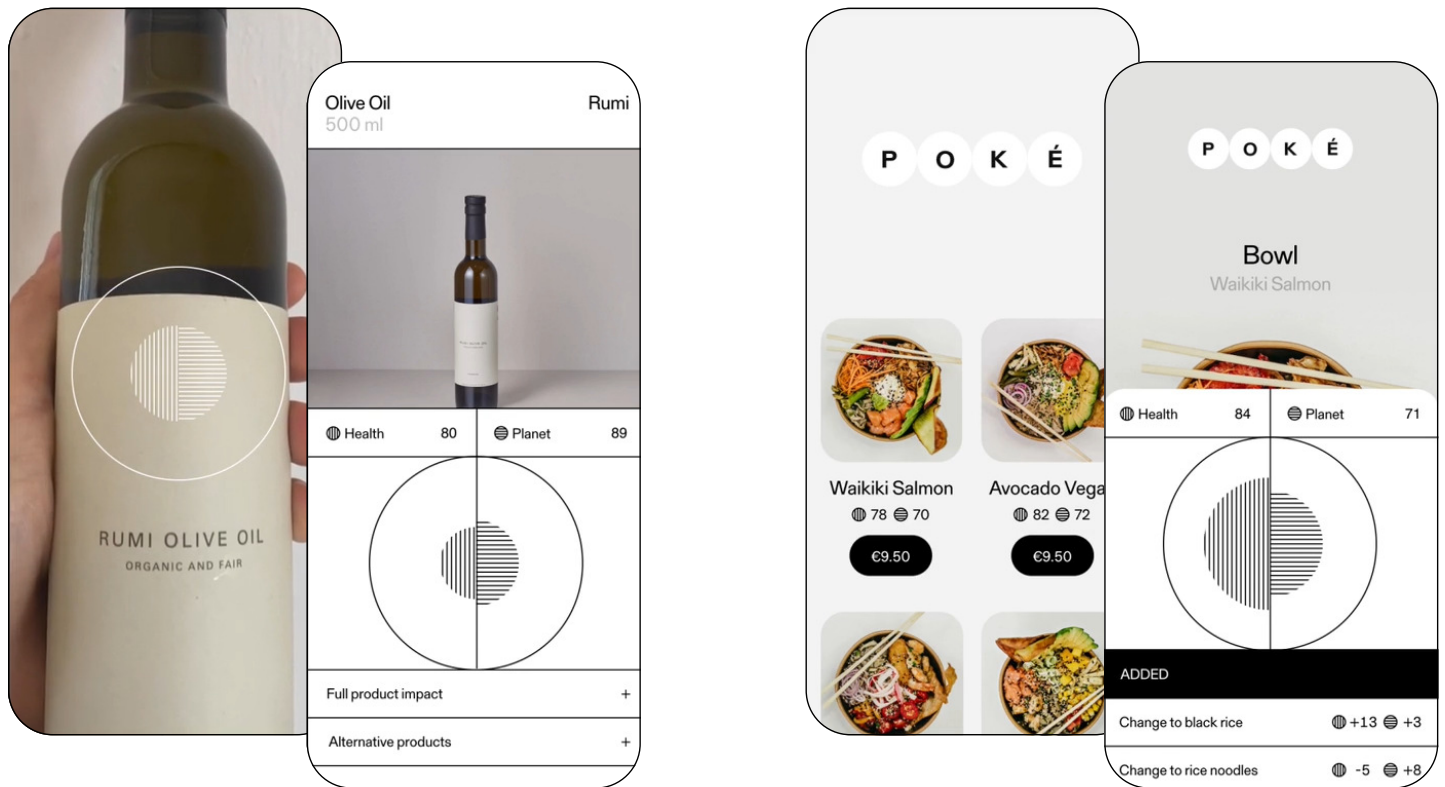 RUMI OLIVE OIL
ORGANIC AND FAIR
Olive Oil
Rumi
500 ml
Health 80
Planet 89
Full product impact +
Alternative products +
P O K É
Waikiki Salmon
78 70
€9.50
Avocado Vega
82 72
€9.50
P O K É
Bowl
Waikiki Salmon
Health 84
Planet 71
ADDED
Change to black rice +13 +3
Change to rice noodles -5 +8